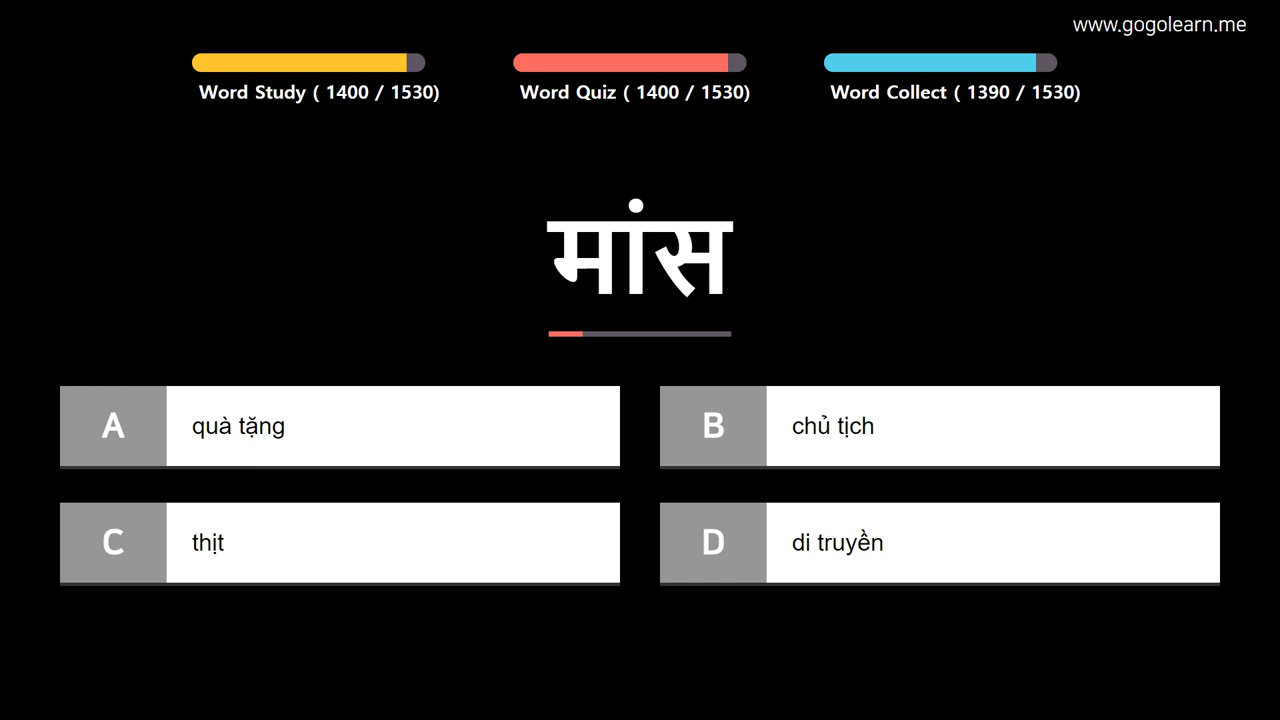 www.gogolearn.me
Word Study ( 1400 / 1530)
Word Quiz ( 1400 / 1530)
Word Collect ( 1390 / 1530)
मांस
A quà tặng
B chủ tịch
C thịt
D di truyền